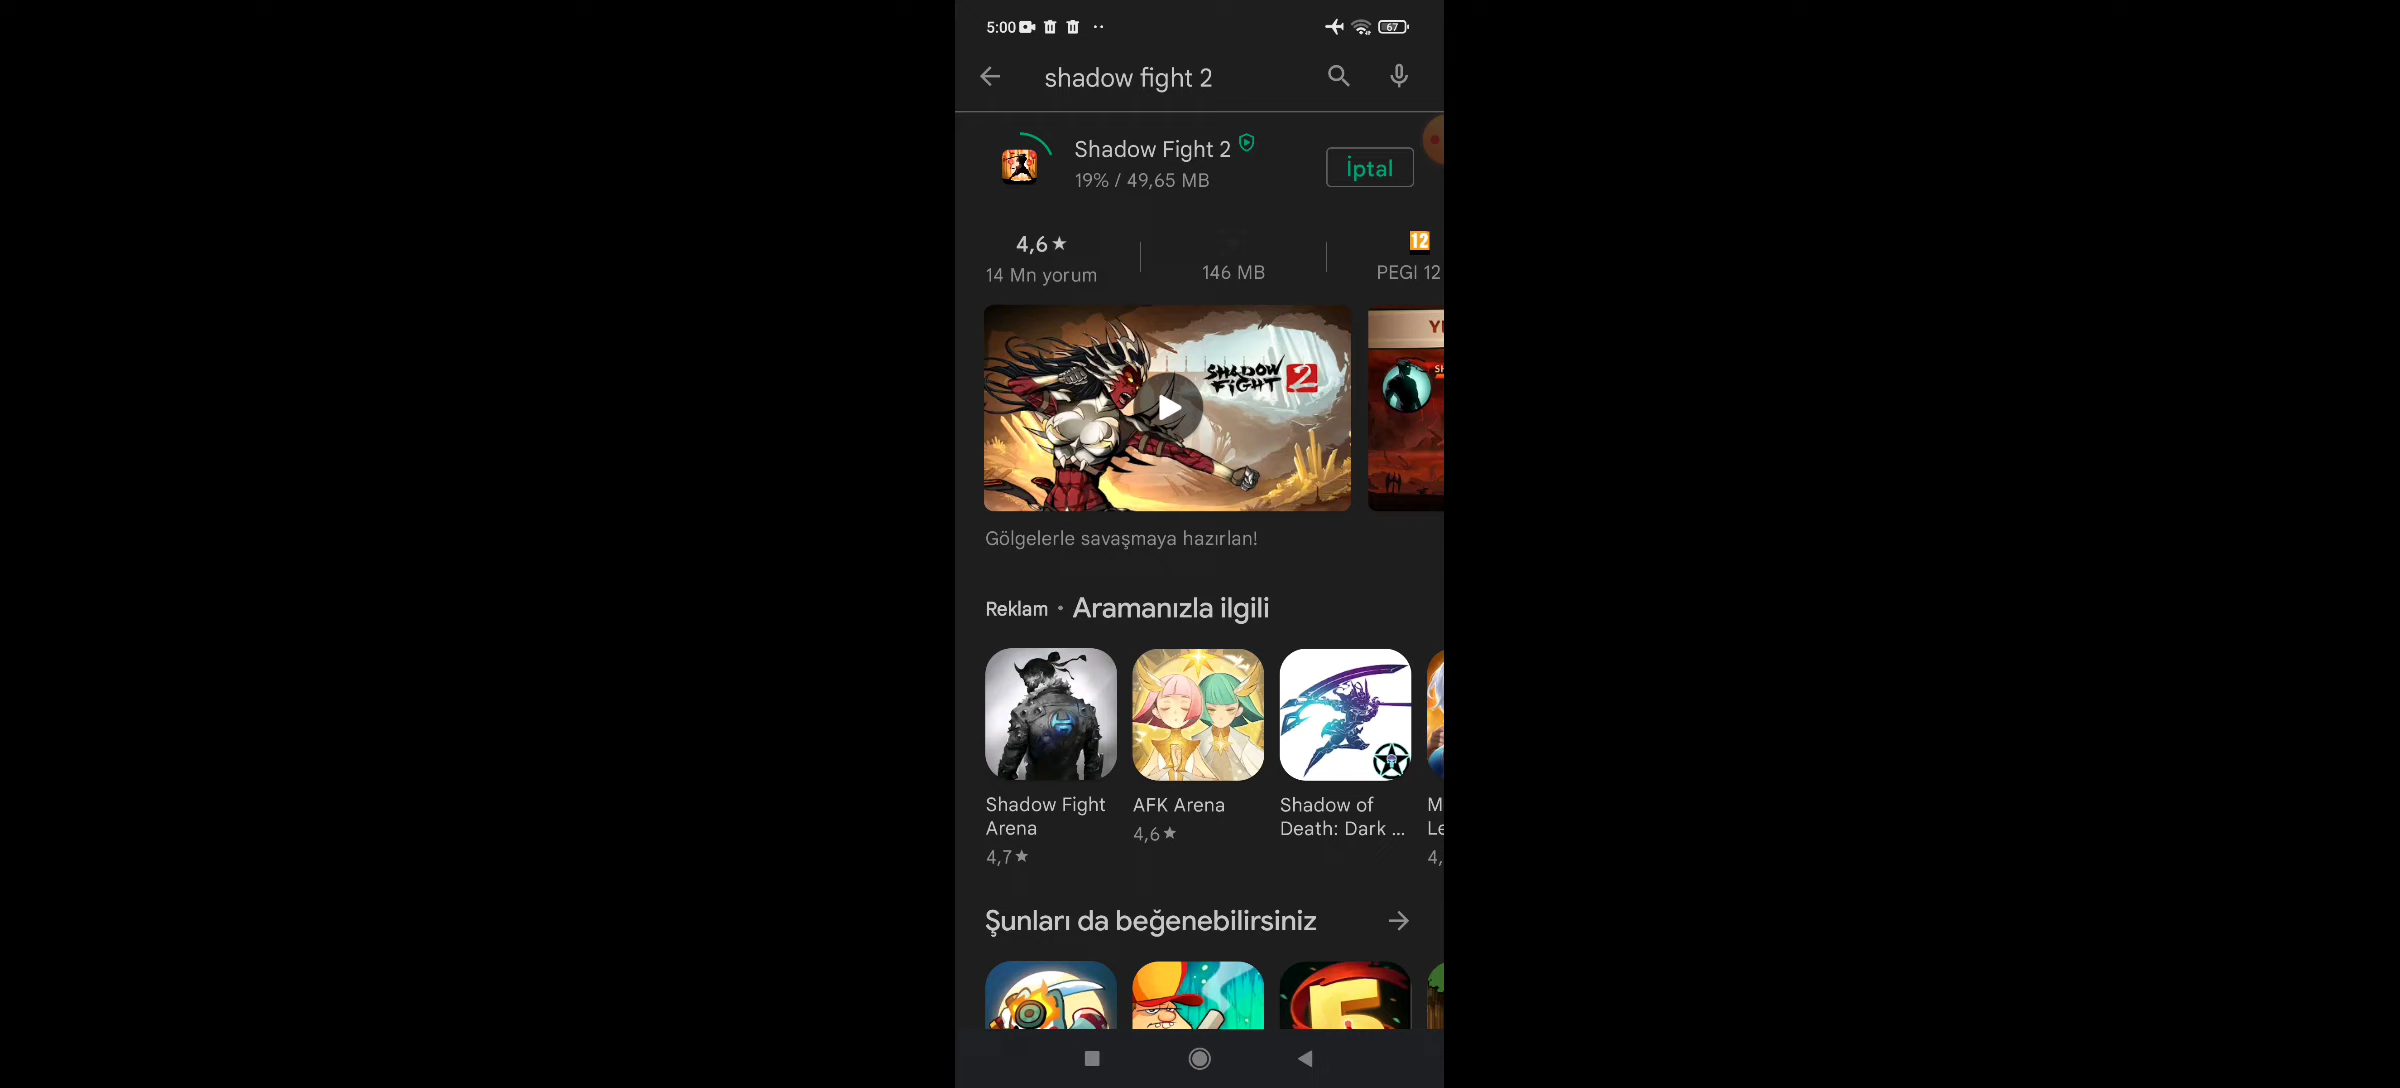 5:00
67
shadow fight 2
Shadow Fight 2
19% / 49,65 MB
İptal
4,6★
14 Mn yorum
146 MB
12
PEGI 12
SHADOW
FIGHT 2
Gölgelerle savaşmaya hazırlan!
Reklam • Aramanızla ilgili
Shadow Fight
Arena
4,7★
AFK Arena
4,6★
Shadow of
Death: Dark ...
Şunları da beğenebilirsiniz
5